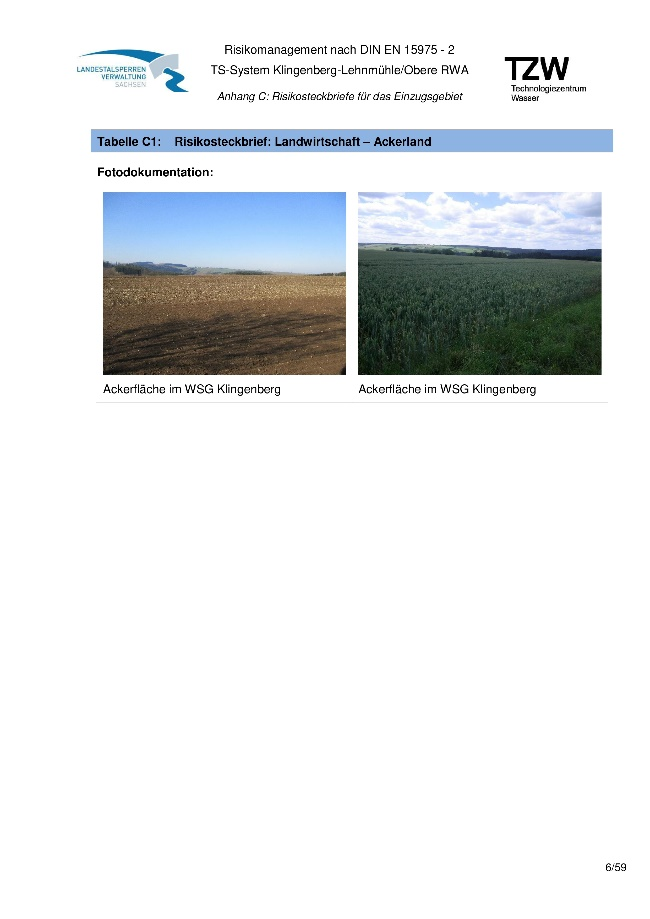 LANDESTALSPERREN
VERWALTUNG
SACHSEN
Risikomanagement nach DIN EN 15975 - 2
TS-System Klingenberg-Lehnmühle/Obere RWA
Anhang C: Risikosteckbriefe für das Einzugsgebiet
TZW
Technologiezentrum
Wasser
Tabelle C1: Risikosteckbrief: Landwirtschaft – Ackerland
Fotodokumentation:
Ackerfläche im WSG Klingenberg
Ackerfläche im WSG Klingenberg
6/59